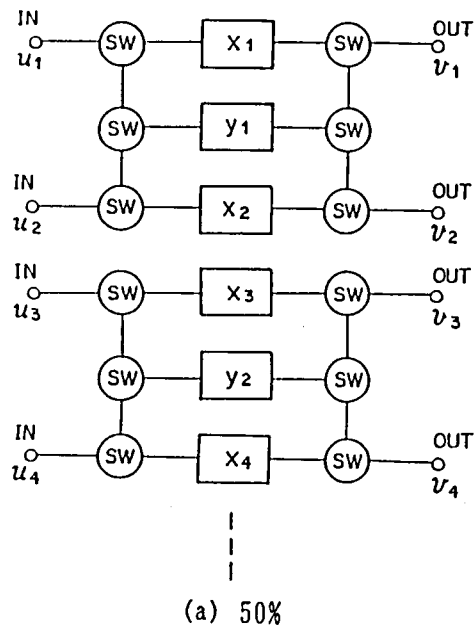 IN SW x1 SW OUT
u1 v1
SW y1 SW
IN SW x2 SW OUT
u2 v2
IN SW x3 SW OUT
u3 v3
SW y2 SW
IN SW x4 SW OUT
u4 v4
(a) 50%